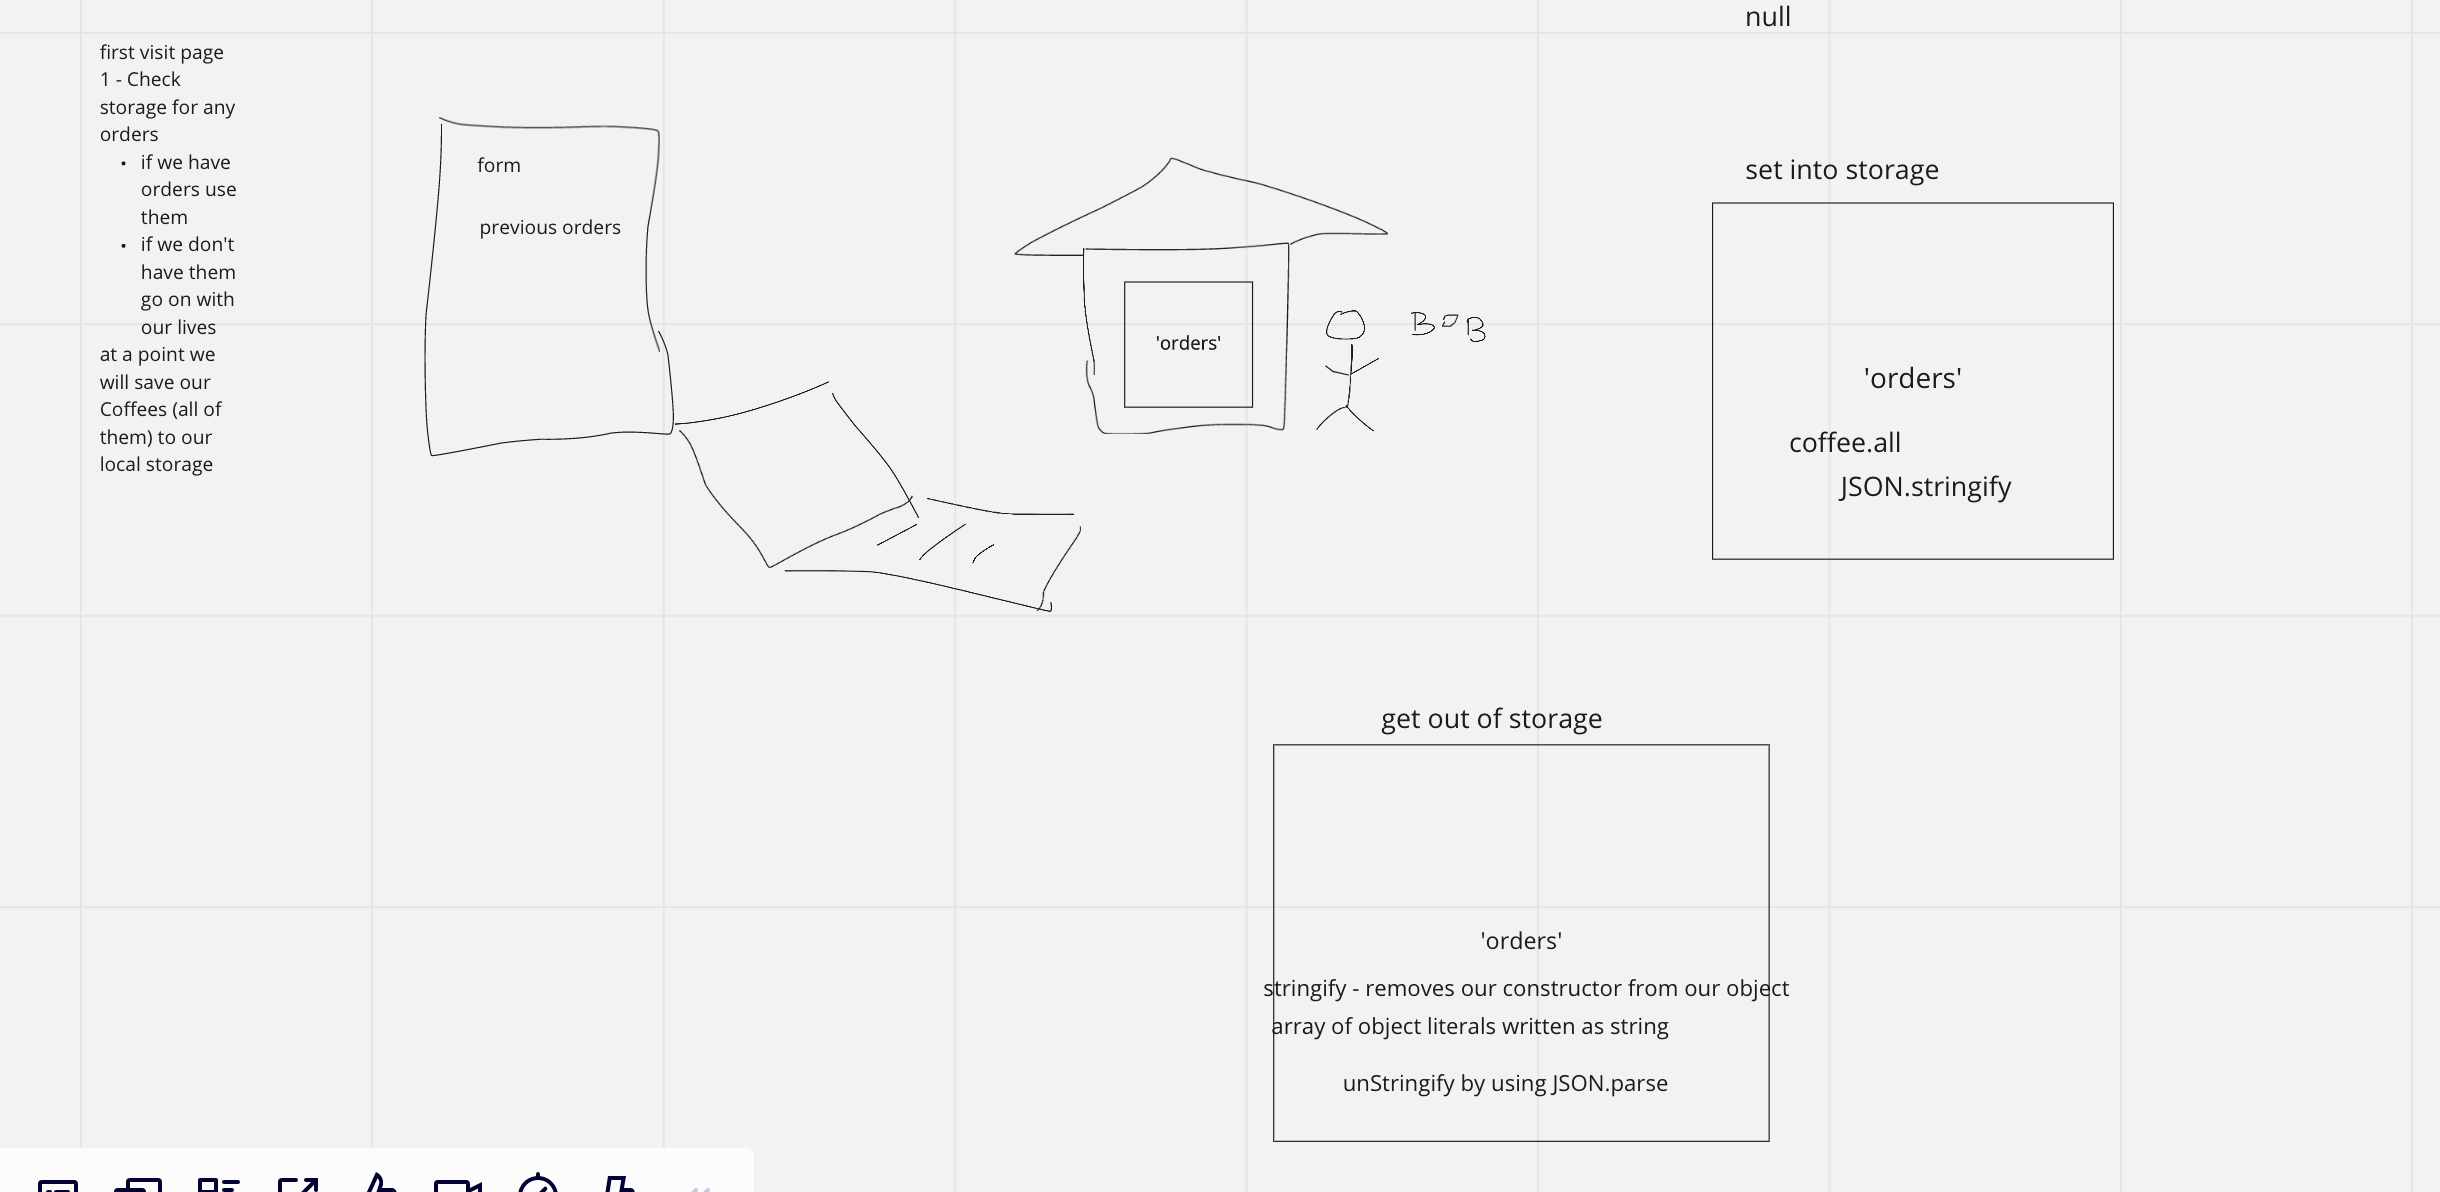 null
first visit page
1 - Check
storage for any
orders
• if we have
orders use
them
• if we don't
have them
go on with
our lives
at a point we
will save our
Coffees (all of
them) to our
local storage
form
previous orders
'orders'
BOB
set into storage
'orders'
coffee.all
JSON.stringify
get out of storage
'orders'
stringify - removes our constructor from our object
array of object literals written as string
unStringify by using JSON.parse